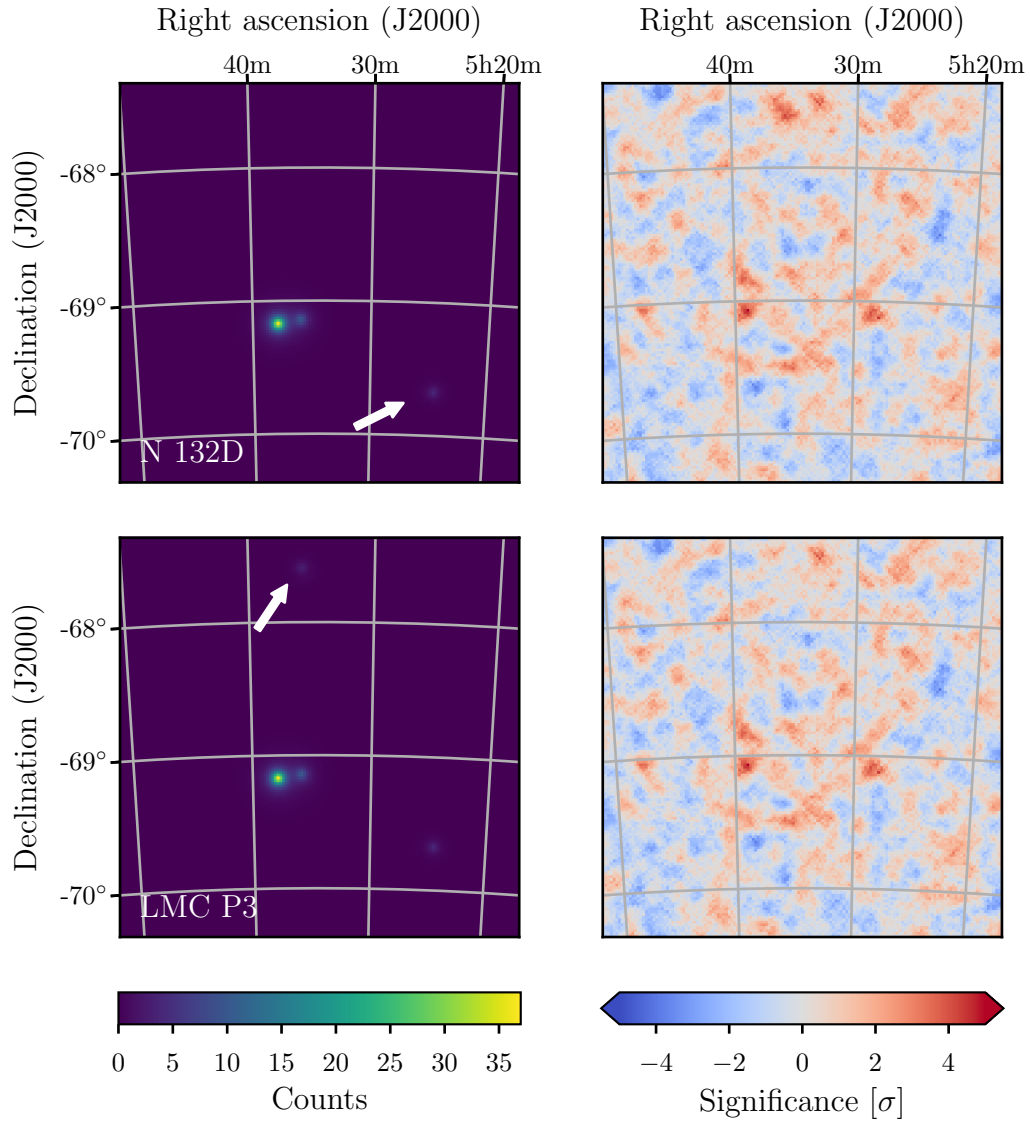 Right ascension (J2000) Right ascension (J2000)
40m 30m 5h20m 40m 30m 5h20m
Declination (J2000)
-68°
-69°
-70°
N 132D
Declination (J2000)
-68°
-69°
-70°
LMC P3
0 5 10 15 20 25 30 35
Counts
−4 −2 0 2 4
Significance [σ]